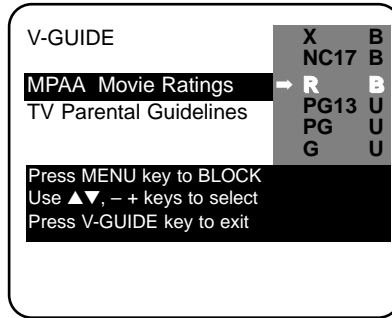 V-GUIDE
X B
NC17 B
MPAA Movie Ratings ➡ R B
TV Parental Guidelines
PG13 U
PG U
G U
Press MENU key to BLOCK
Use ▲▼, – + keys to select
Press V-GUIDE key to exit